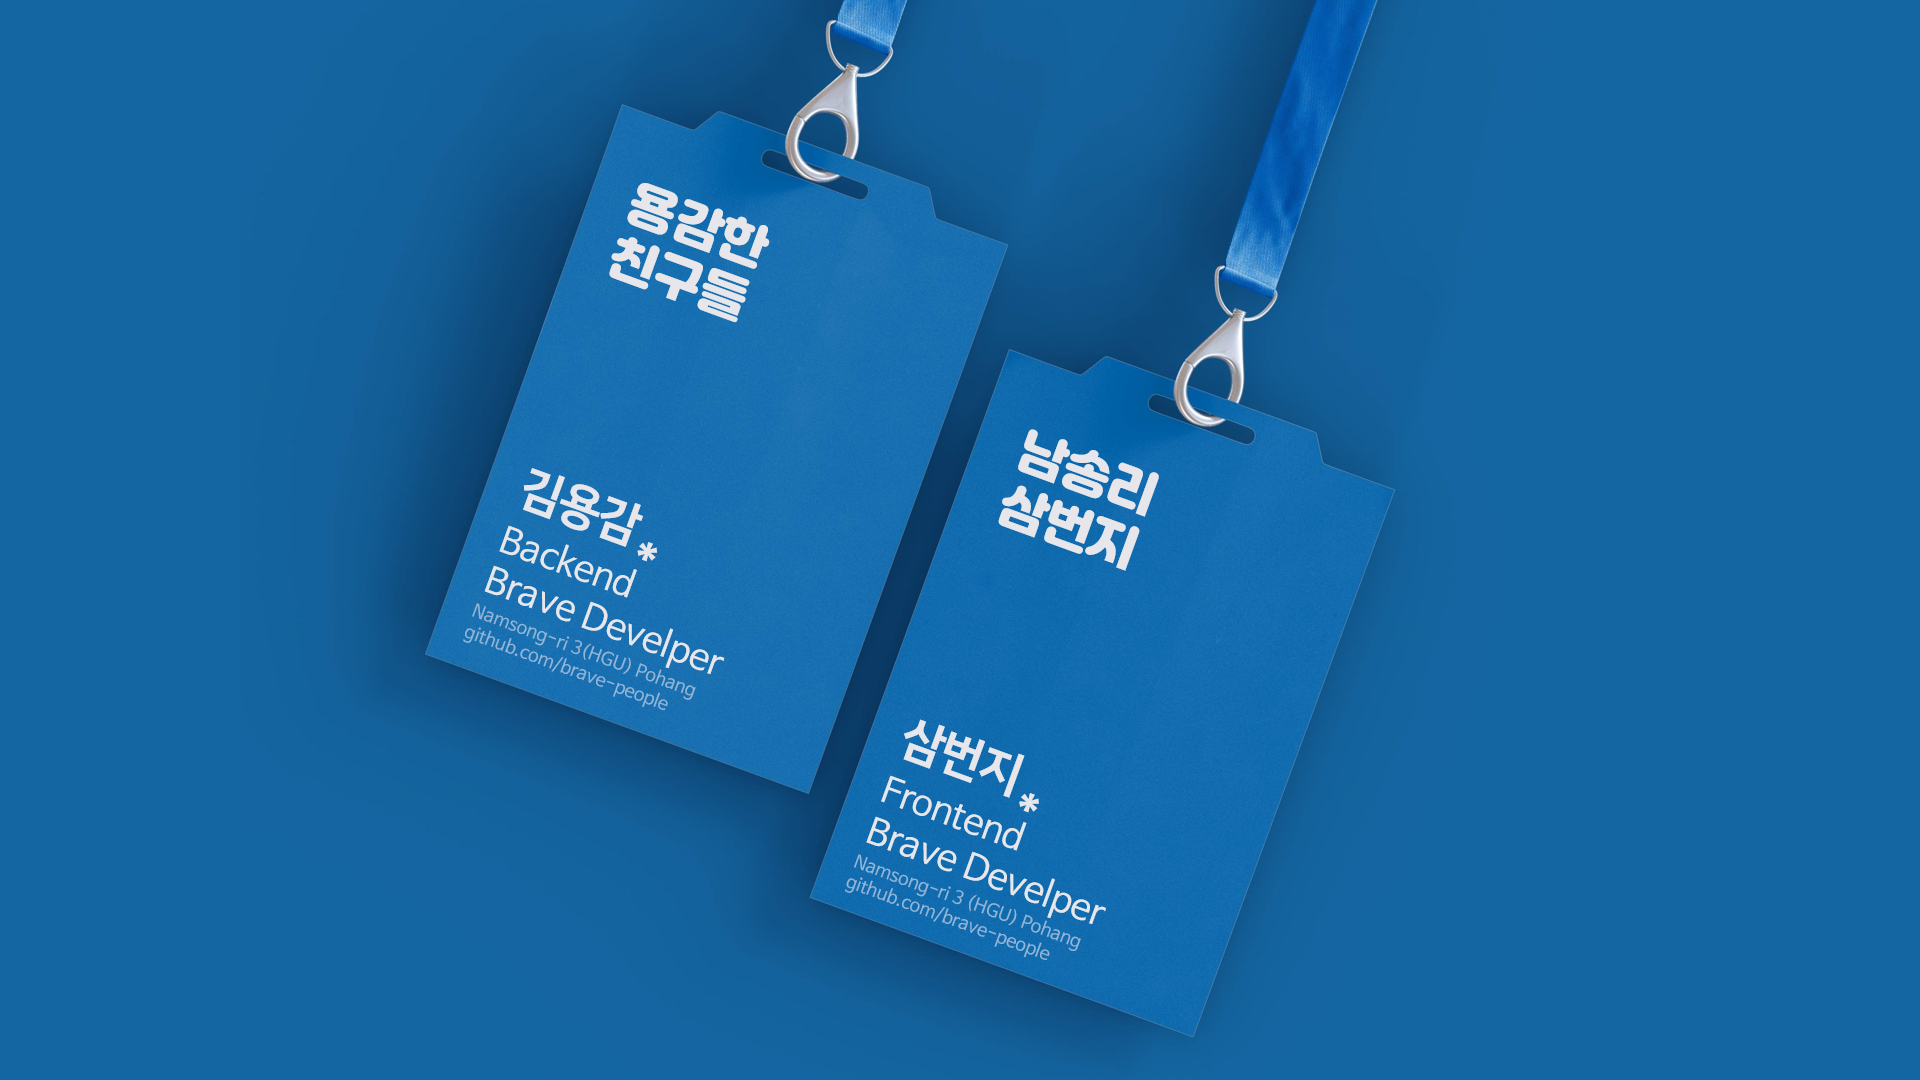 용감한
친구들
김용감*
Backend
Brave Develper
Namsong-ri 3(HGU) Pohang
github.com/brave-people
남송리
삼번지
삼번지*
Frontend
Brave Develper
Namsong-ri 3 (HGU) Pohang
github.com/brave-people